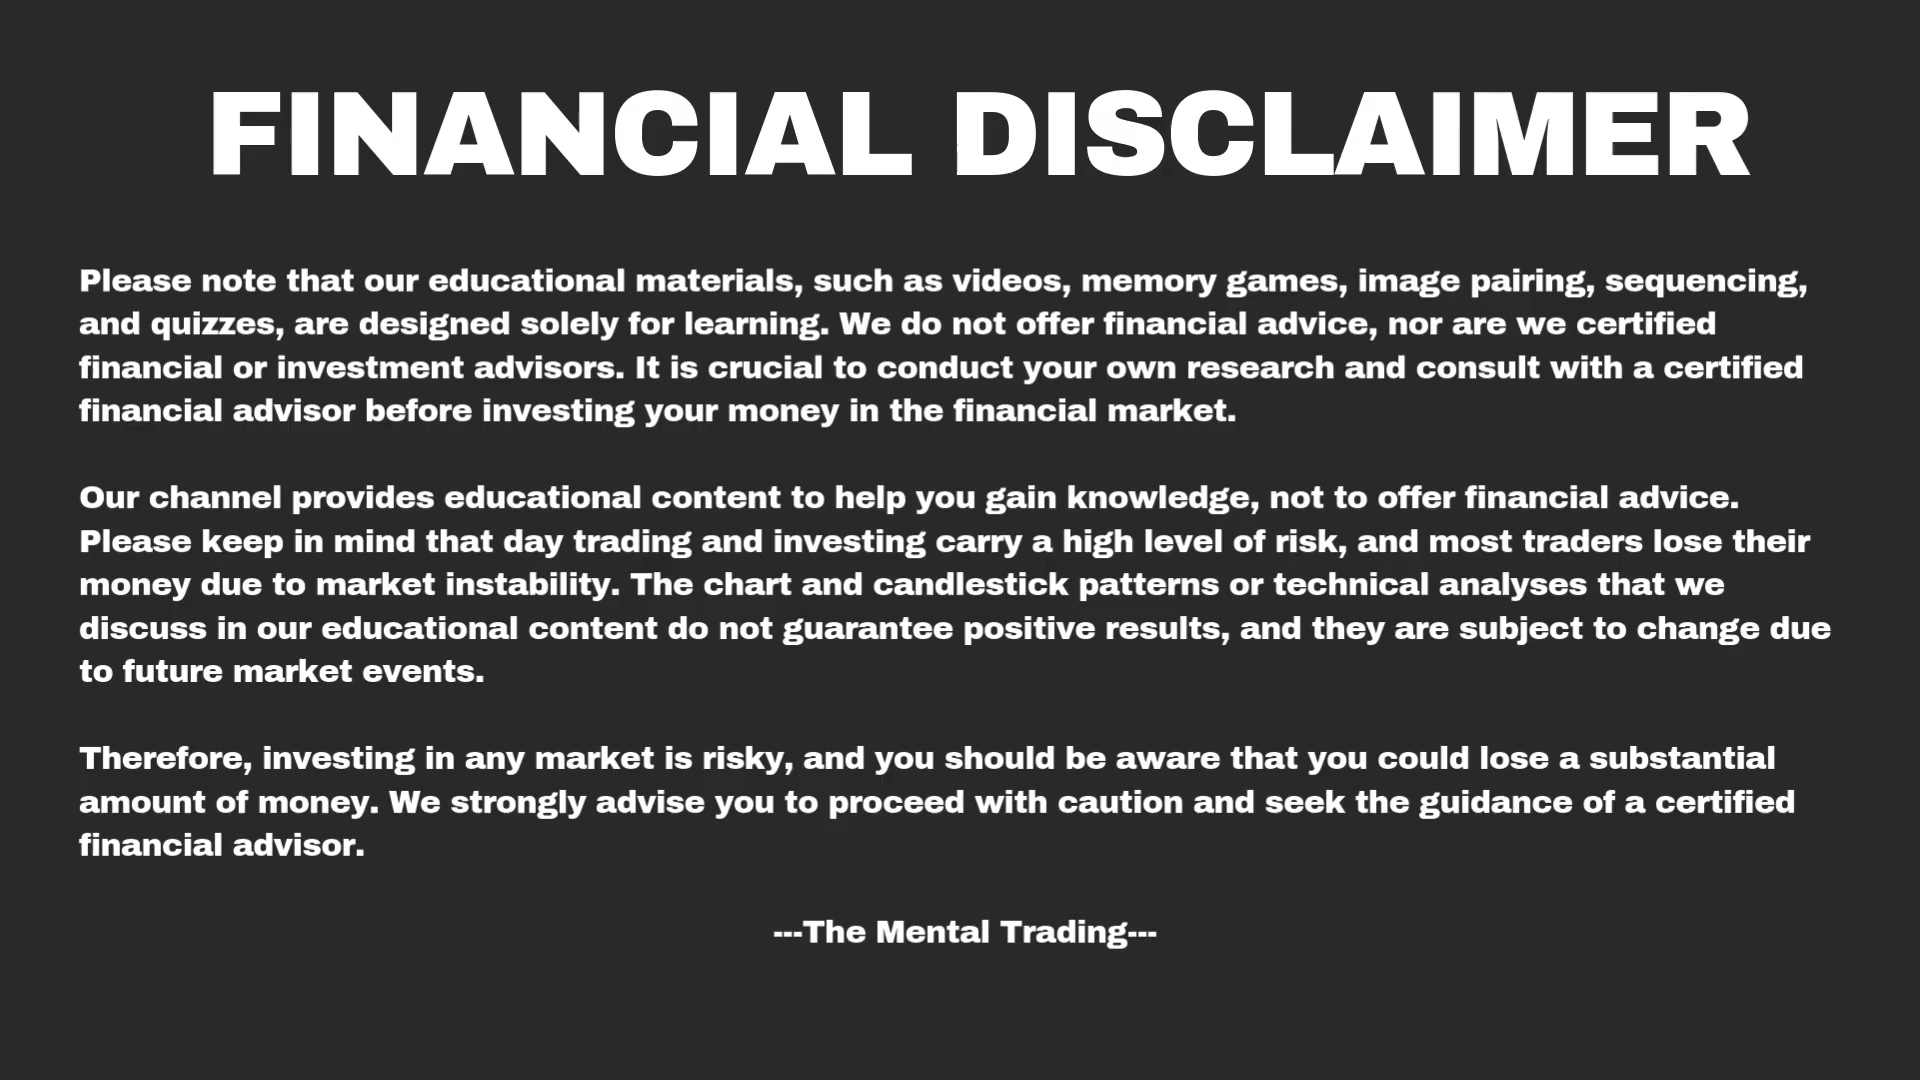 FINANCIAL DISCLAIMER
Please note that our educational materials, such as videos, memory games, image pairing, sequencing,
and quizzes, are designed solely for learning. We do not offer financial advice, nor are we certified
financial or investment advisors. It is crucial to conduct your own research and consult with a certified
financial advisor before investing your money in the financial market.
Our channel provides educational content to help you gain knowledge, not to offer financial advice.
Please keep in mind that day trading and investing carry a high level of risk, and most traders lose their
money due to market instability. The chart and candlestick patterns or technical analyses that we
discuss in our educational content do not guarantee positive results, and they are subject to change due
to future market events.
Therefore, investing in any market is risky, and you should be aware that you could lose a substantial
amount of money. We strongly advise you to proceed with caution and seek the guidance of a certified
financial advisor.
---The Mental Trading---